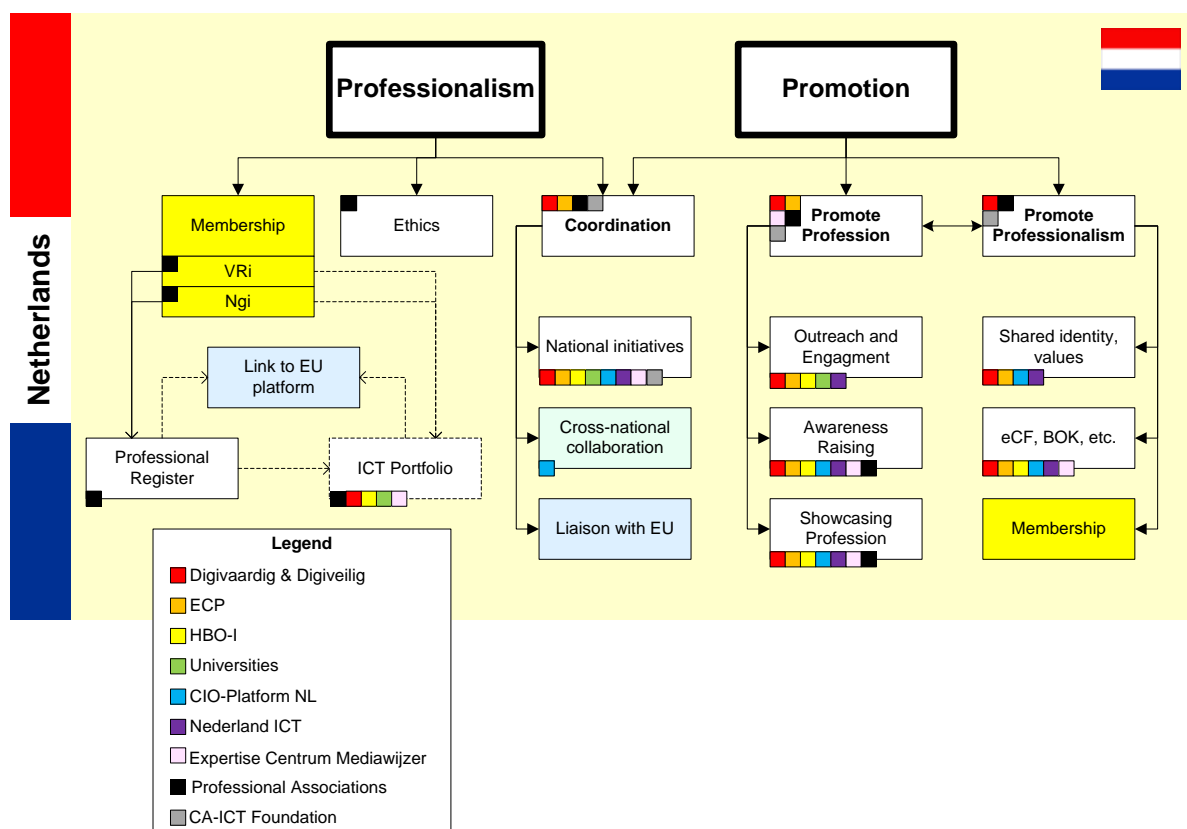 Netherlands
Professionalism
Promotion
Membership
VRi
Ngi
Ethics
Coordination
Promote
Profession
Promote
Professionalism
Link to EU
platform
National initiatives
Outreach and
Engagment
Shared identity,
values
Professional
Register
ICT Portfolio
Cross-national
collaboration
Awareness
Raising
eCF, BOK, etc.
Liaison with EU
Showcasing
Profession
Membership
Legend
Digivaardig & Digiveilig
ECP
HBO-I
Universities
CIO-Platform NL
Nederland ICT
Expertise Centrum Mediawijzer
Professional Associations
CA-ICT Foundation